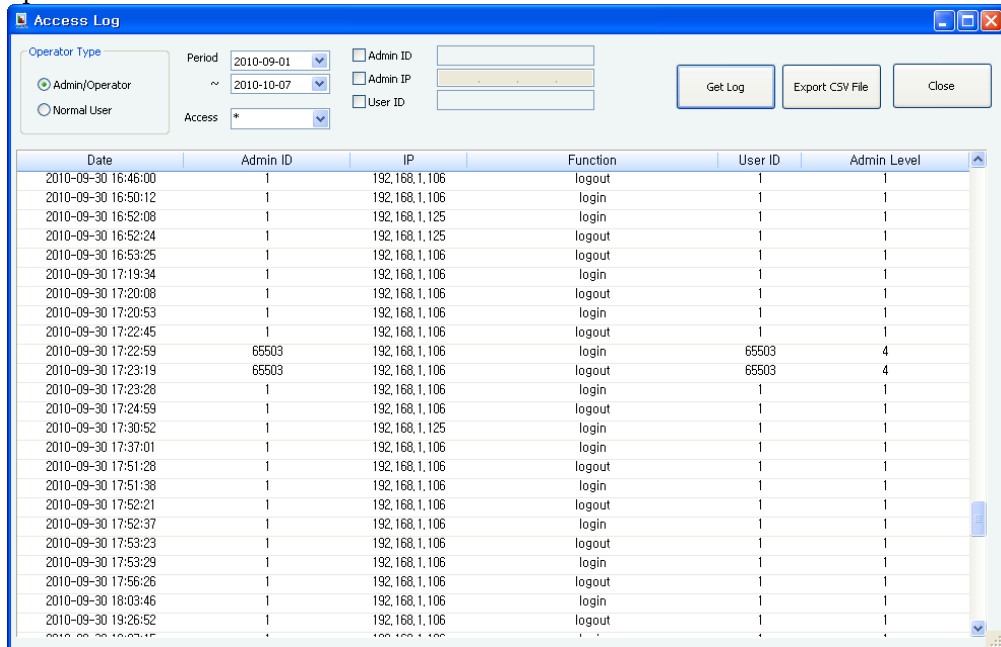 Access Log
Operator Type
Admin/Operator
Normal User
Period 2010-09-01
~ 2010-10-07
Access *
Admin ID
Admin IP . . .
User ID
Get Log
Export CSV File
Close
Date Admin ID IP Function User ID Admin Level
2010-09-30 16:46:00 1 192,168,1,106 logout 1 1
2010-09-30 16:50:12 1 192,168,1,106 login 1 1
2010-09-30 16:52:08 1 192,168,1,125 login 1 1
2010-09-30 16:52:24 1 192,168,1,125 logout 1 1
2010-09-30 16:53:25 1 192,168,1,106 logout 1 1
2010-09-30 17:19:34 1 192,168,1,106 login 1 1
2010-09-30 17:20:08 1 192,168,1,106 logout 1 1
2010-09-30 17:20:53 1 192,168,1,106 login 1 1
2010-09-30 17:22:45 1 192,168,1,106 logout 1 1
2010-09-30 17:22:59 65503 192,168,1,106 login 65503 4
2010-09-30 17:23:19 65503 192,168,1,106 logout 65503 4
2010-09-30 17:23:28 1 192,168,1,106 login 1 1
2010-09-30 17:24:59 1 192,168,1,106 logout 1 1
2010-09-30 17:30:52 1 192,168,1,125 login 1 1
2010-09-30 17:37:01 1 192,168,1,106 login 1 1
2010-09-30 17:51:28 1 192,168,1,106 logout 1 1
2010-09-30 17:51:38 1 192,168,1,106 login 1 1
2010-09-30 17:52:21 1 192,168,1,106 logout 1 1
2010-09-30 17:52:37 1 192,168,1,106 login 1 1
2010-09-30 17:53:23 1 192,168,1,106 logout 1 1
2010-09-30 17:53:29 1 192,168,1,106 login 1 1
2010-09-30 17:56:26 1 192,168,1,106 logout 1 1
2010-09-30 18:03:46 1 192,168,1,106 login 1 1
2010-09-30 19:26:52 1 192,168,1,106 logout 1 1